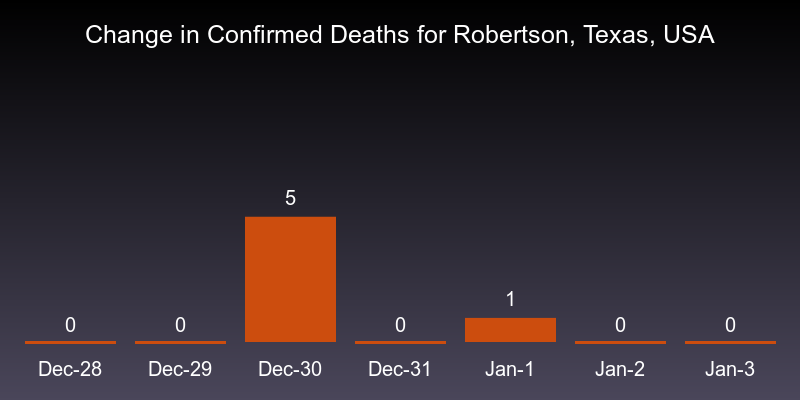 Change in Confirmed Deaths for Robertson, Texas, USA
5
1
0 0 0 0 0
Dec-28 Dec-29 Dec-30 Dec-31 Jan-1 Jan-2 Jan-3